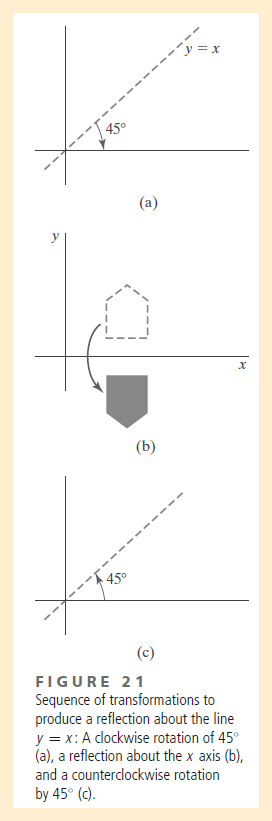 y = x
45°
(a)
y
x
(b)
45°
(c)
FIGURE 21
Sequence of transformations to
produce a reflection about the line
y = x: A clockwise rotation of 45°
(a), a reflection about the x axis (b),
and a counterclockwise rotation
by 45° (c).